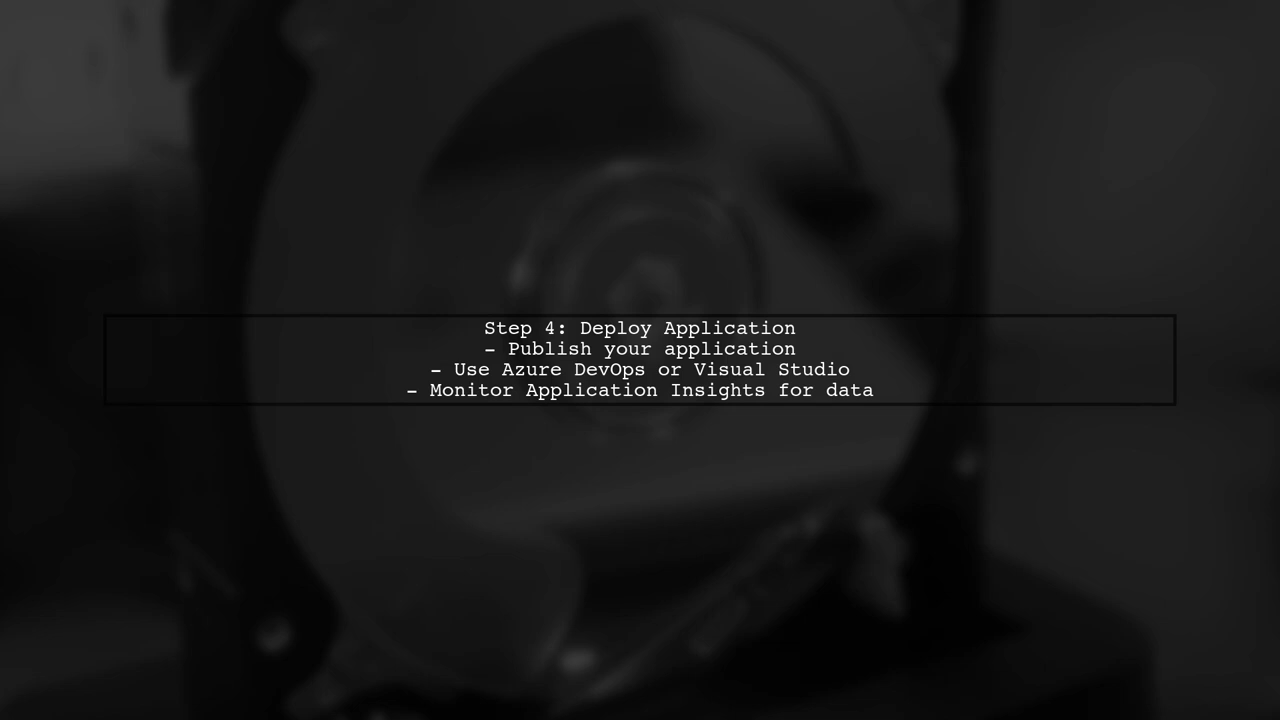 Step 4: Deploy Application
– Publish your application
– Use Azure DevOps or Visual Studio
– Monitor Application Insights for data